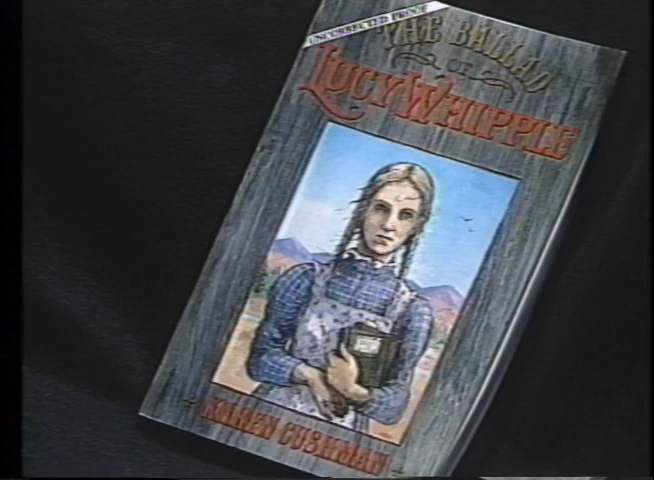 UNCORRECTED PROOF
THE BALLAD
OF
LUCY WHIPPLE
KAREN CUSHMAN